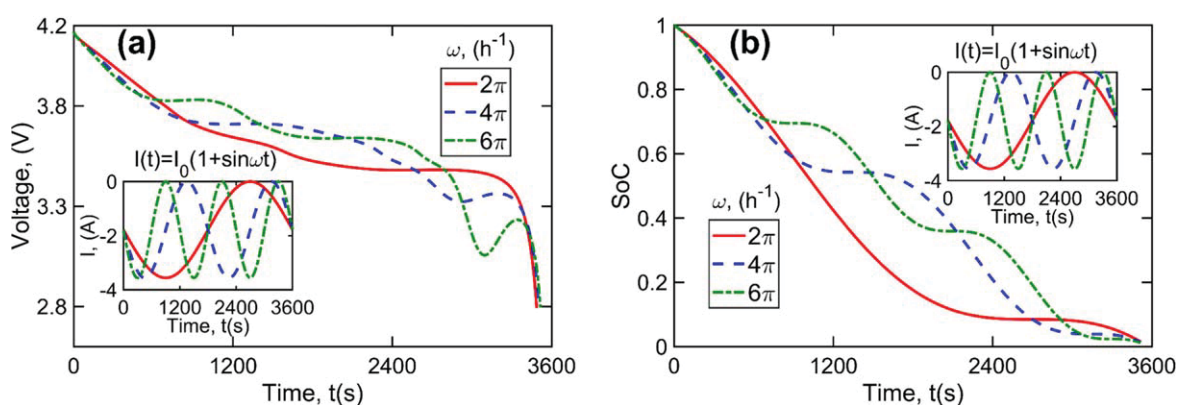 (a)
ω, (h⁻¹)
2π
4π
6π
I(t)=I₀(1+sinωt)
0
-2
-4
I, (A)
0 1200 2400 3600
Time, t(s)
4.2
3.8
3.3
2.8
Voltage, (V)
0 1200 2400 3600
Time, t(s)
(b)
I(t)=I₀(1+sinωt)
0
-2
-4
I, (A)
0 1200 2400 3600
Time, t(s)
ω, (h⁻¹)
2π
4π
6π
1
0.8
0.6
0.4
0.2
0
SoC
0 1200 2400 3600
Time, t(s)